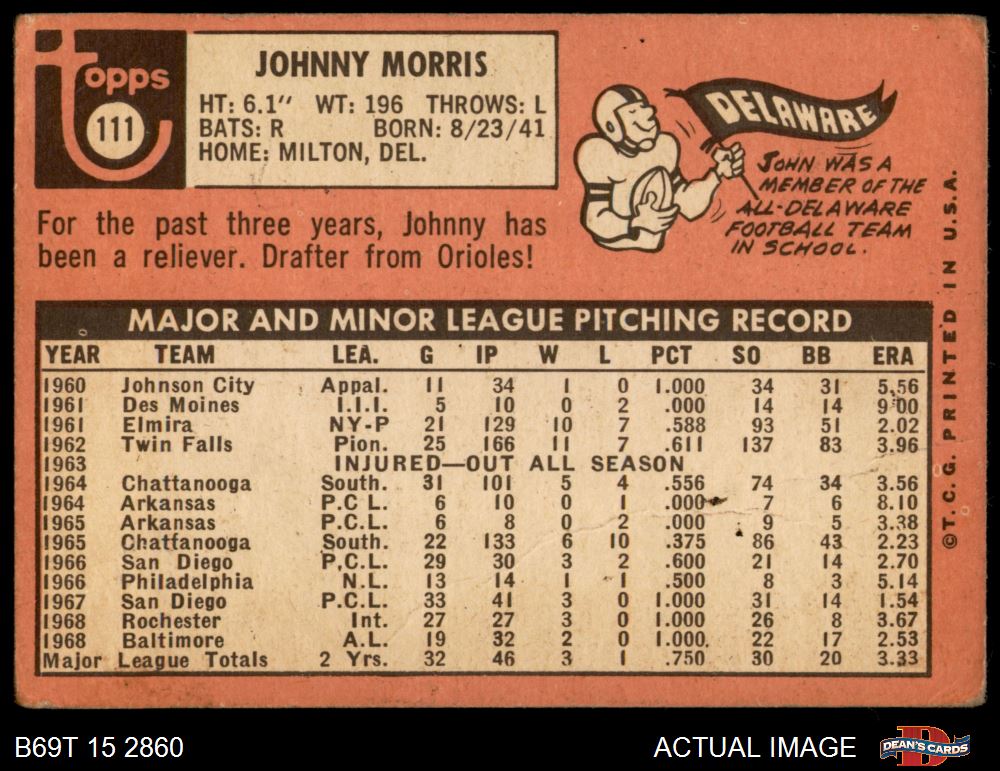 topps
111
JOHNNY MORRIS
HT: 6.1" WT: 196 THROWS: L
BATS: R BORN: 8/23/41
HOME: MILTON, DEL.
DELAWARE
JOHN WAS A
MEMBER OF THE
ALL-DELAWARE
FOOTBALL TEAM
IN SCHOOL.
For the past three years, Johnny has
been a reliever. Drafter from Orioles!
MAJOR AND MINOR LEAGUE PITCHING RECORD
YEAR TEAM LEA. G IP W L PCT SO BB ERA
1960 Johnson City Appal. 11 34 1 0 1.000 34 31 5.56
1961 Des Moines I.I.I. 5 10 0 2 .000 14 14 9.00
1961 Elmira NY-P 21 129 10 7 .588 93 51 2.02
1962 Twin Falls Pion. 25 166 11 7 .611 137 83 3.96
1963 INJURED—OUT ALL SEASON
1964 Chattanooga South. 31 101 5 4 .556 74 34 3.56
1964 Arkansas P.C L. 6 10 0 1 .000 7 6 8.10
1965 Arkansas P.C.L. 6 8 0 2 .000 9 5 3.38
1965 Chattanooga South. 22 133 6 10 .375 86 43 2.23
1966 San Diego P.C.L. 29 30 3 2 .600 21 14 2.70
1966 Philadelphia N.L. 13 14 1 1 .500 8 3 5.14
1967 San Diego P.C.L. 33 41 3 0 1.000 31 14 1.54
1968 Rochester Int. 27 27 3 0 1.000 26 8 3.67
1968 Baltimore A.L. 19 32 2 0 1.000. 22 17 2.53
Major League Totals 2 Yrs. 32 46 3 1 .750 30 20 3.33
©T.C.G. PRINTED IN U.S.A.
B69T 15 2860
ACTUAL IMAGE
DEAN'S CARDS